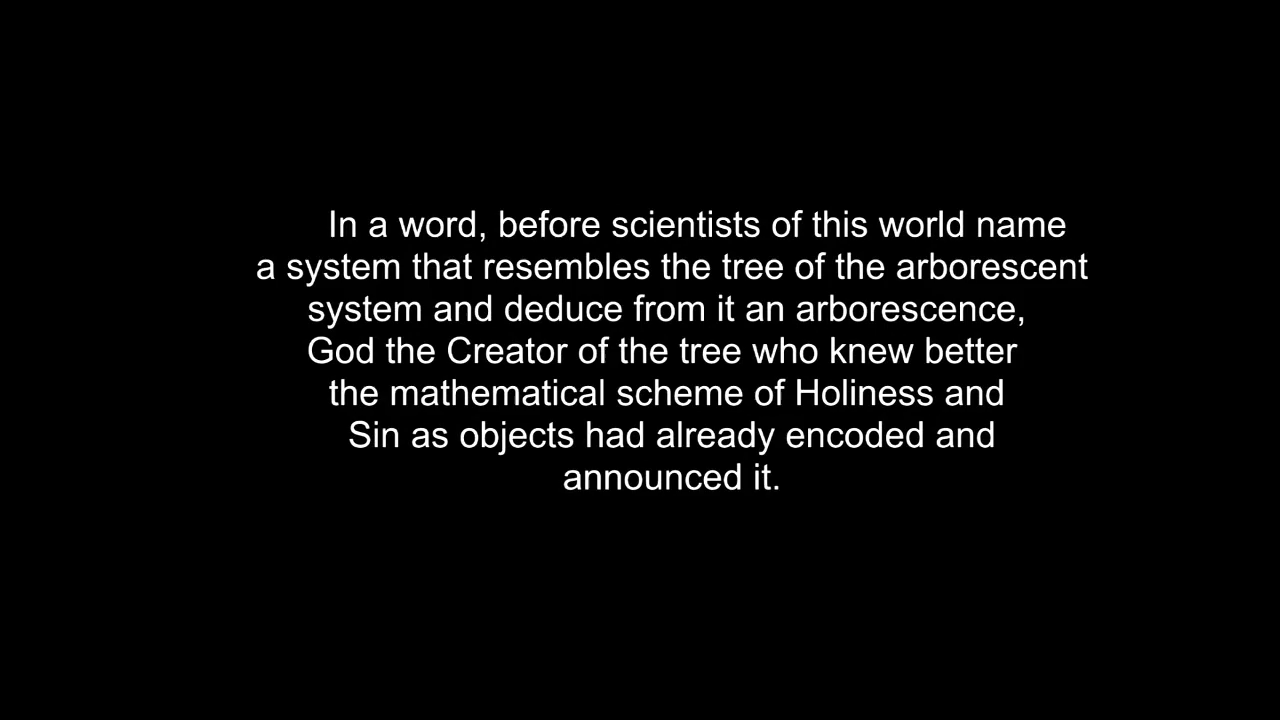 In a word, before scientists of this world name
a system that resembles the tree of the arborescent
system and deduce from it an arborescence,
God the Creator of the tree who knew better
the mathematical scheme of Holiness and
Sin as objects had already encoded and
announced it.